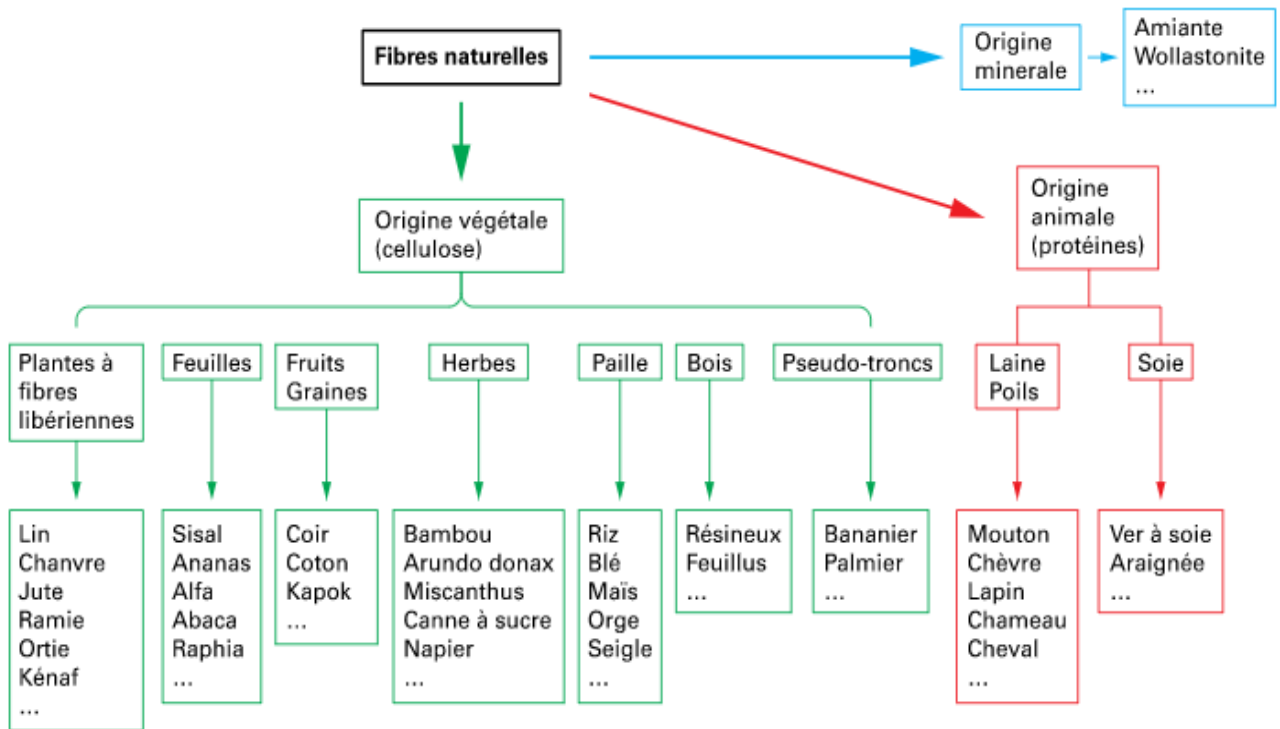 Fibres naturelles
Origine
minerale
Amiante
Wollastonite
...
Origine végétale
(cellulose)
Origine
animale
(protéines)
Plantes à
fibres
libériennes
Feuilles
Fruits
Graines
Herbes
Paille
Bois
Pseudo-troncs
Laine
Poils
Soie
Lin
Chanvre
Jute
Ramie
Ortie
Kénaf
...
Sisal
Ananas
Alfa
Abaca
Raphia
...
Coir
Coton
Kapok
...
Bambou
Arundo donax
Miscanthus
Canne à sucre
Napier
...
Riz
Blé
Maïs
Orge
Seigle
...
Résineux
Feuillus
...
Bananier
Palmier
...
Mouton
Chèvre
Lapin
Chameau
Cheval
...
Ver à soie
Araignée
...